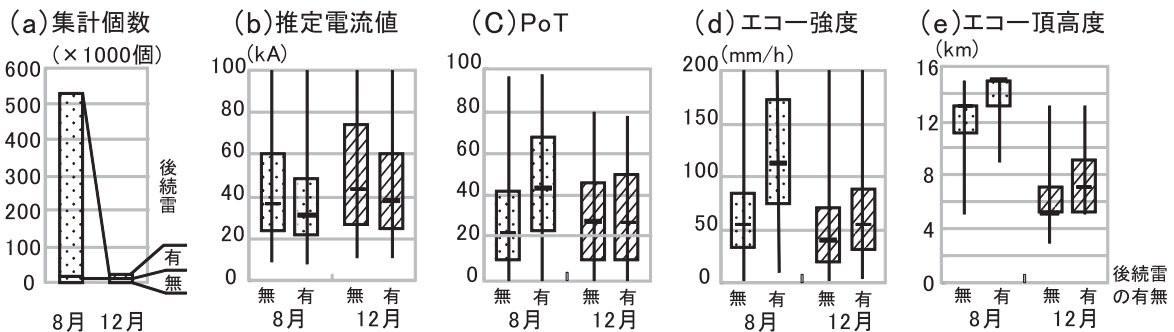 (a)集計個数
(×1000個)
600
500
400
300
200
100
0
後続雷
有
無
8月 12月
(b)推定電流値
(kA)
100
80
60
40
20
0
無 有 無 有
8月 12月
(C)PoT
100
80
60
40
20
0
無 有 無 有
8月 12月
(d)エコー強度
(mm/h)
200
150
100
50
0
無 有 無 有
8月 12月
(e)エコー頂高度
(km)
16
12
8
4
0
無 有 無 有
8月 12月
後続雷
の有無